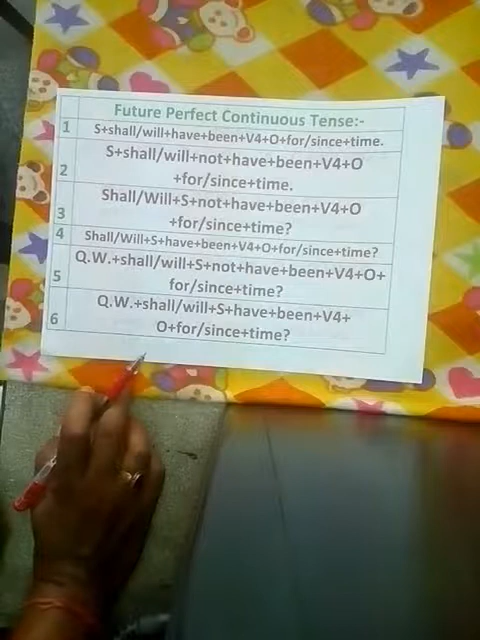 Future Perfect Continuous Tense:-
1 S+shall/will+have+been+V4+O+for/since+time.
2 S+shall/will+not+have+been+V4+O
+for/since+time.
3 Shall/Will+S+not+have+been+V4+O
+for/since+time?
4 Shall/Will+S+have+been+V4+O+for/since+time?
5 Q.W.+shall/will+S+not+have+been+V4+O+
for/since+time?
6 Q.W.+shall/will+S+have+been+V4+
O+for/since+time?